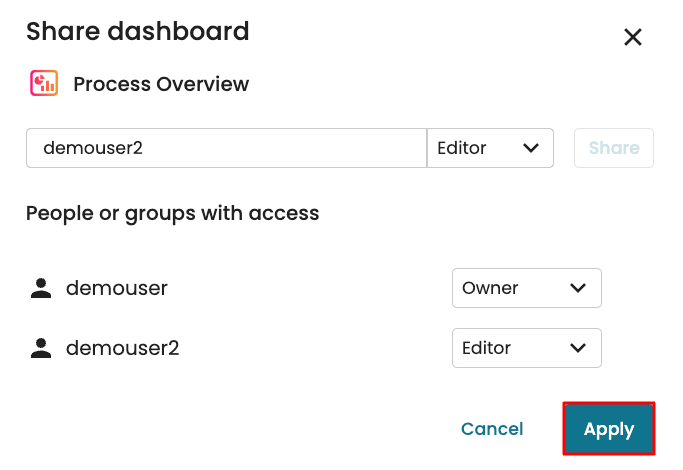 Share dashboard
Process Overview
demouser2 Editor Share
People or groups with access
demouser Owner
demouser2 Editor
Cancel Apply